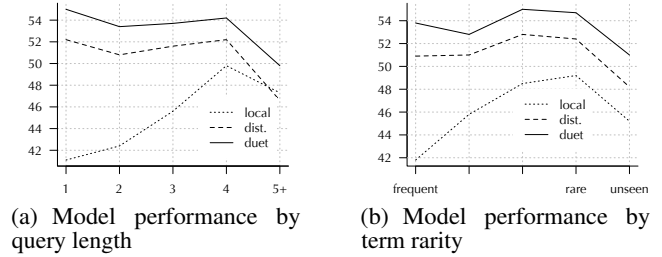 54
52
50
48
46
44
42
local
dist.
duet
1 2 3 4 5+
(a) Model performance by
query length
54
52
50
48
46
44
42
local
dist.
duet
frequent rare unseen
(b) Model performance by
term rarity